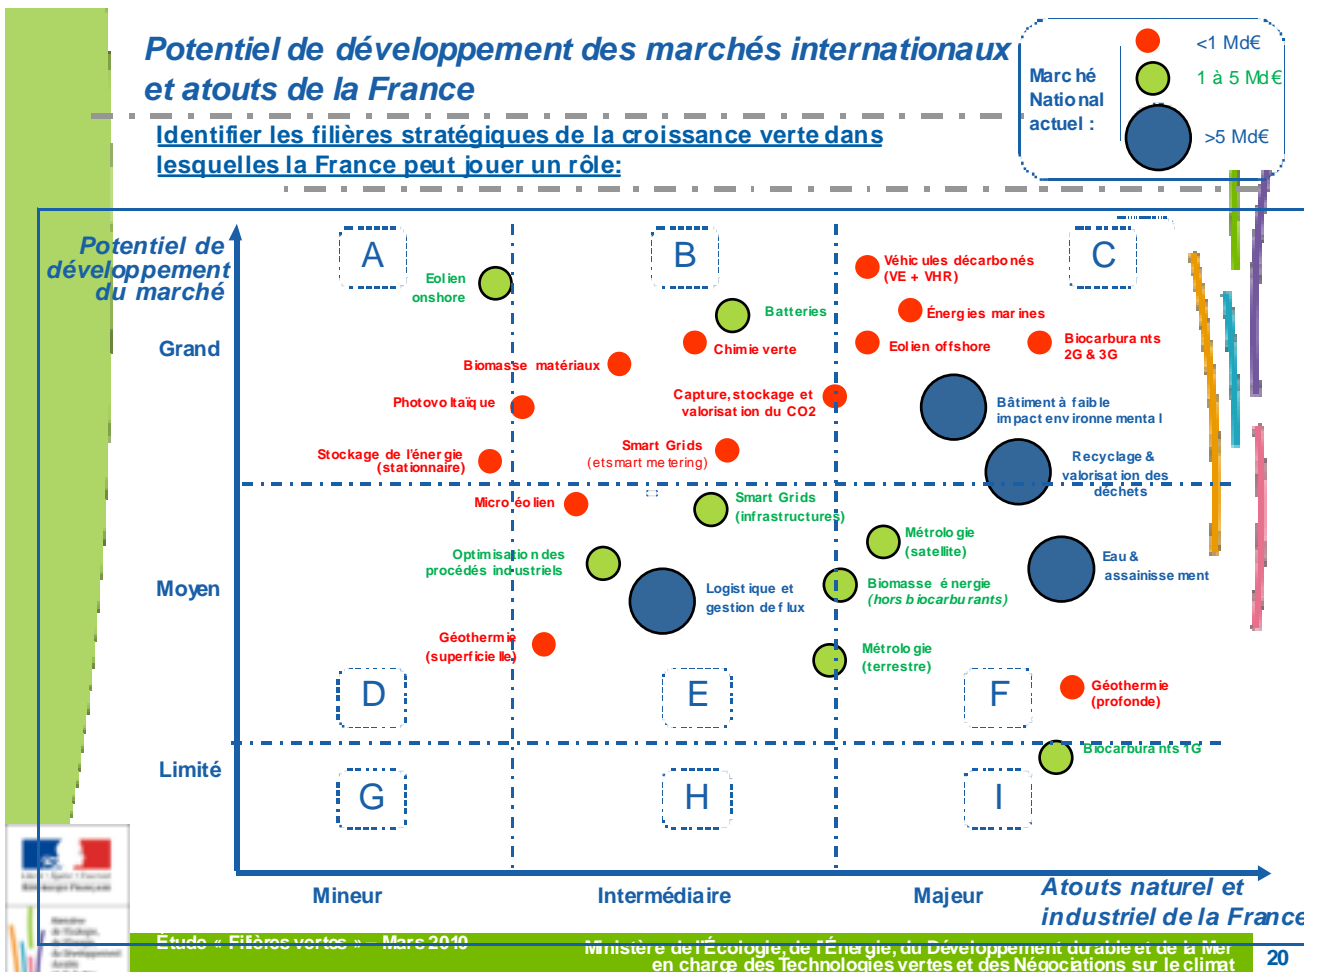 Potentiel de développement des marchés internationaux
et atouts de la France
Marché
National
actuel :
<1 Md€
1 à 5 Md€
>5 Md€
Identifier les filières stratégiques de la croissance verte dans
lesquelles la France peut jouer un rôle:
Potentiel de
développement
du marché
Grand
Moyen
Limité
A
B
C
Eolien
onshore
Batteries
Véhicules décarbonés
(VE + VHR)
Énergies marines
Chimie verte
Eolien offshore
Biocarburants
2G & 3G
Biomasse matériaux
Photovoltaïque
Capture, stockage et
valorisation du CO2
Bâtiment à faible
impact environnemental
Stockage de l'énergie
(stationnaire)
Smart Grids
(et smart metering)
Recyclage &
valorisation des
déchets
Micro éolien
Smart Grids
(infrastructures)
Optimisation des
procédés industriels
Métrologie
(satellite)
Eau &
assainissement
Logistique et
gestion de flux
Biomasse énergie
(hors biocarburants)
Géothermie
(superficielle)
Métrologie
(terrestre)
D
E
F
Géothermie
(profonde)
Biocarburants 1G
G
H
I
Mineur
Intermédiaire
Majeur
Atouts naturel et
industriel de la France
Étude « Filières vertes » – Mars 2010
Ministère de l'Écologie, de l'Énergie, du Développement durable et de la Mer
en charge des Technologies vertes et des Négociations sur le climat
20